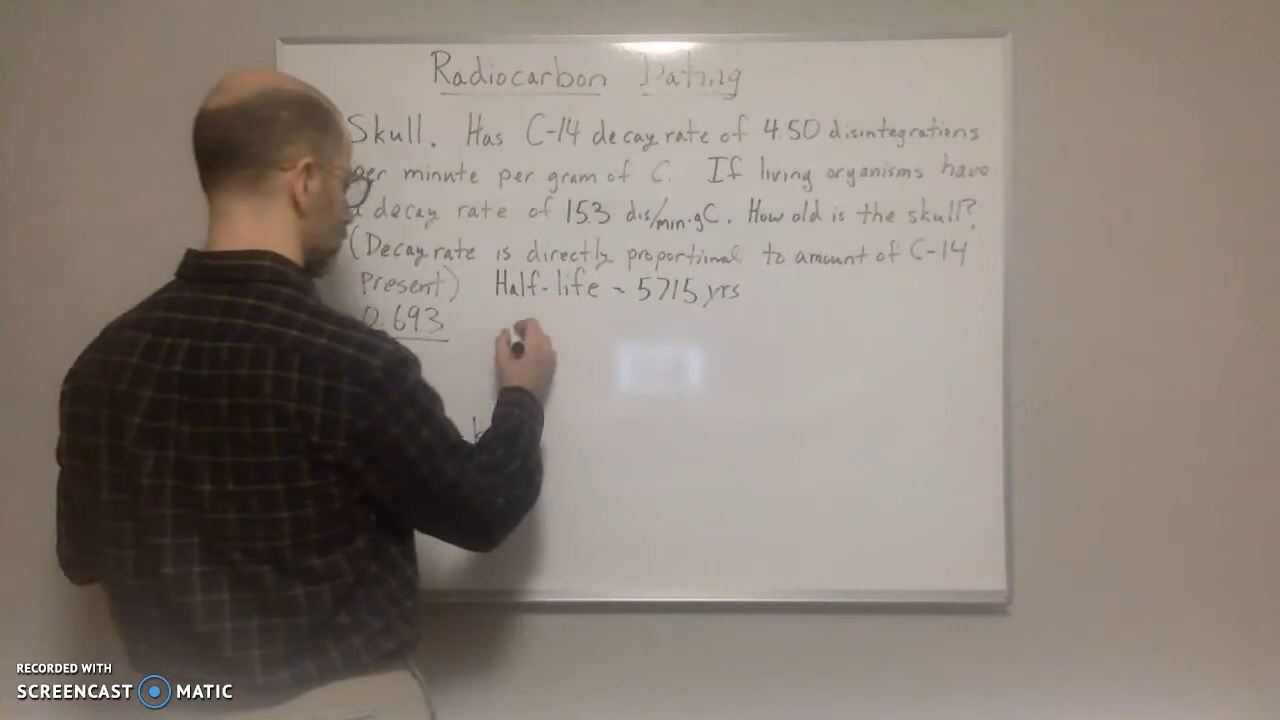 Radiocarbon Dating
Skull. Has C-14 decay rate of 4.50 disintegrations
per minute per gram of C. If living organisms have
a decay rate of 15.3 dis/min·gC. How old is the skull?
(Decay rate is directly proportional to amount of C-14
present) Half-life ~ 5715 yrs
0.693
k
RECORDED WITH
SCREENCAST MATIC